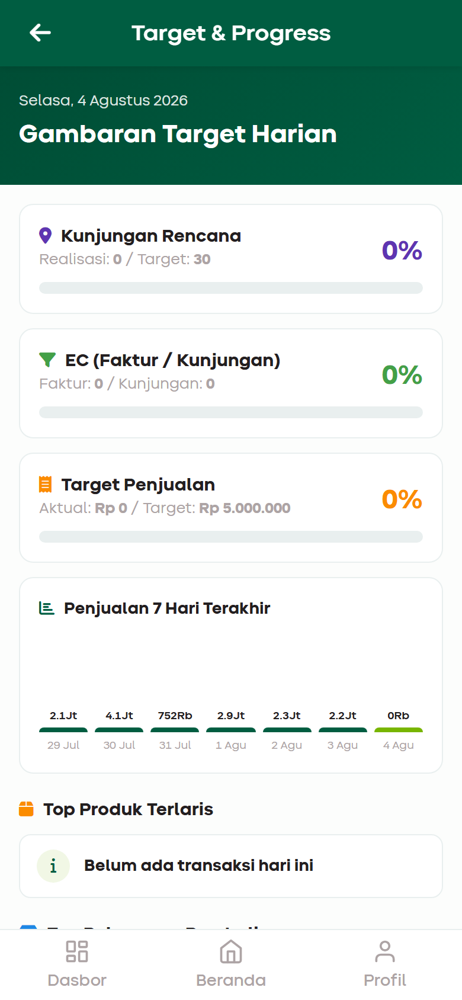 Target & Progress
Selasa, 4 Agustus 2026
Gambaran Target Harian
Kunjungan Rencana
Realisasi: 0 / Target: 30
0%
EC (Faktur / Kunjungan)
Faktur: 0 / Kunjungan: 0
0%
Target Penjualan
Aktual: Rp 0 / Target: Rp 5.000.000
0%
Penjualan 7 Hari Terakhir
2.1Jt 4.1Jt 752Rb 2.9Jt 2.3Jt 2.2Jt 0Rb
29 Jul 30 Jul 31 Jul 1 Agu 2 Agu 3 Agu 4 Agu
Top Produk Terlaris
Belum ada transaksi hari ini
Dasbor Beranda Profil